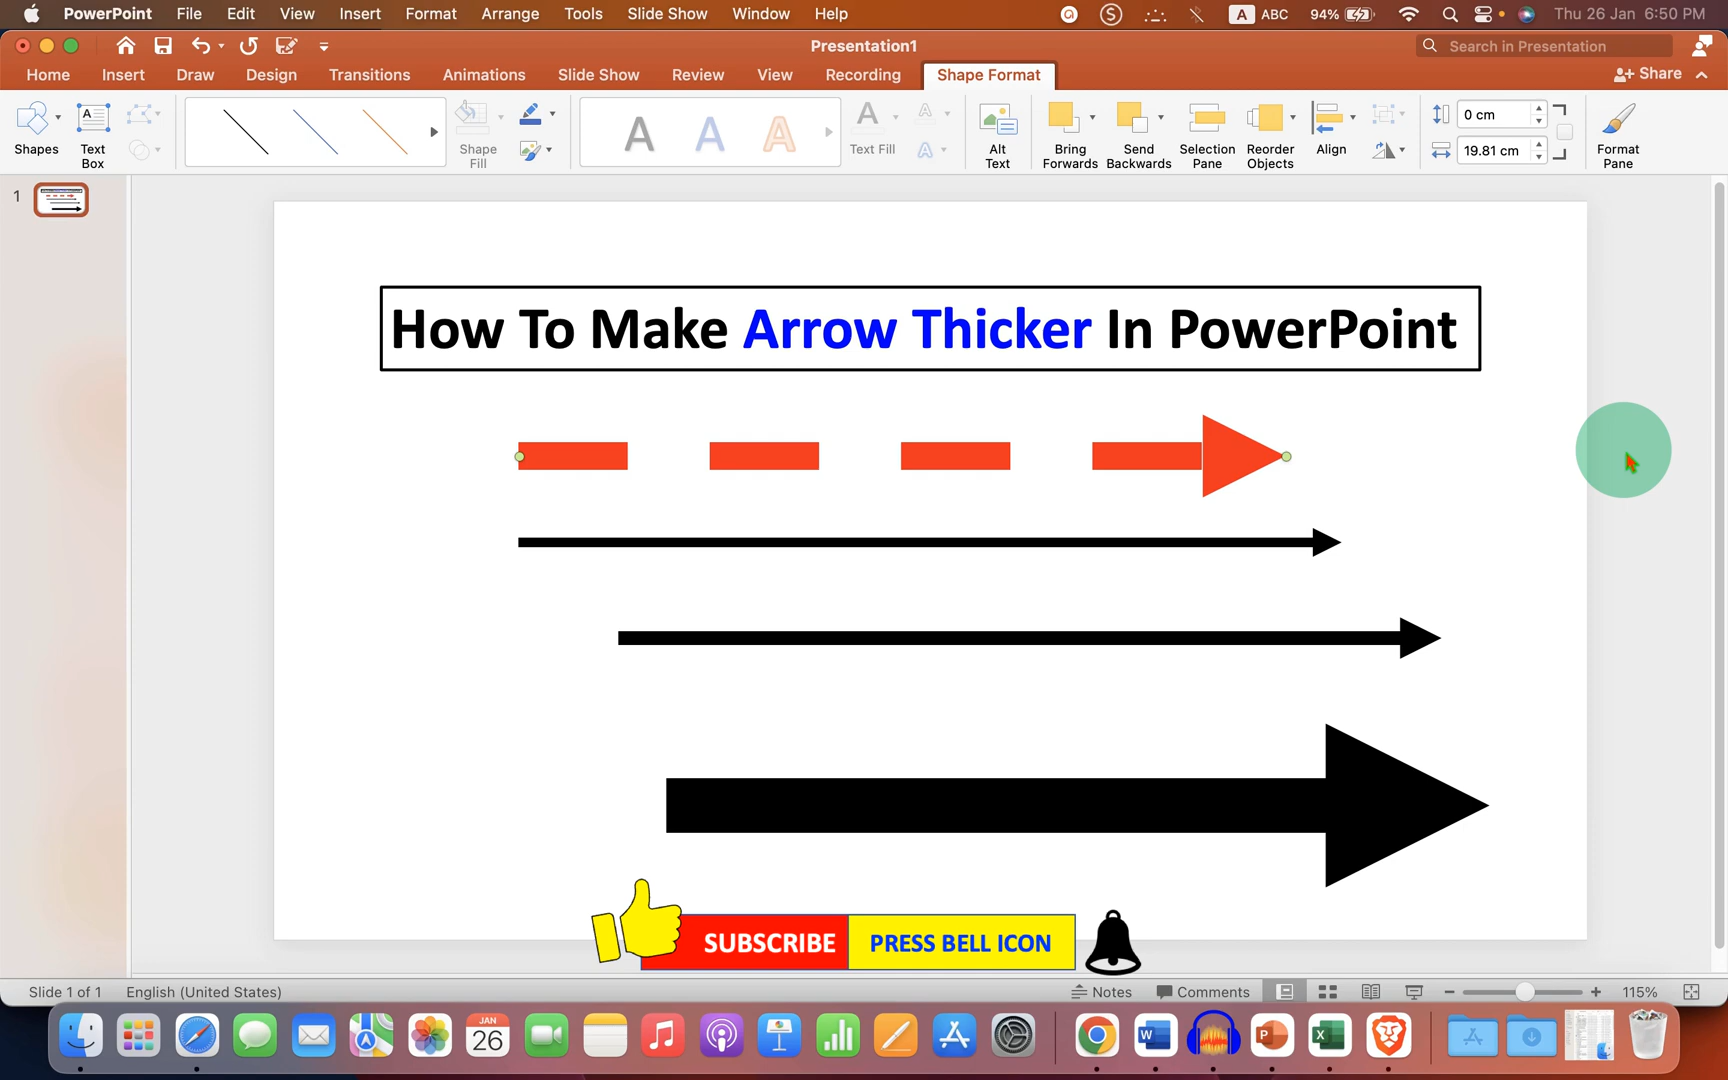 PowerPoint File Edit View Insert Format Arrange Tools Slide Show Window Help
A ABC 94% Thu 26 Jan 6:50 PM
Presentation1
Search in Presentation
Home Insert Draw Design Transitions Animations Slide Show Review View Recording Shape Format
Share
Shapes
Text Box
Shape Fill
A A A
Text Fill
Alt Text
Bring Forwards
Send Backwards
Selection Pane
Reorder Objects
Align
0 cm
19.81 cm
Format Pane
1
How To Make Arrow Thicker In PowerPoint
SUBSCRIBE PRESS BELL ICON
Slide 1 of 1 English (United States)
Notes Comments 115%
JAN
26